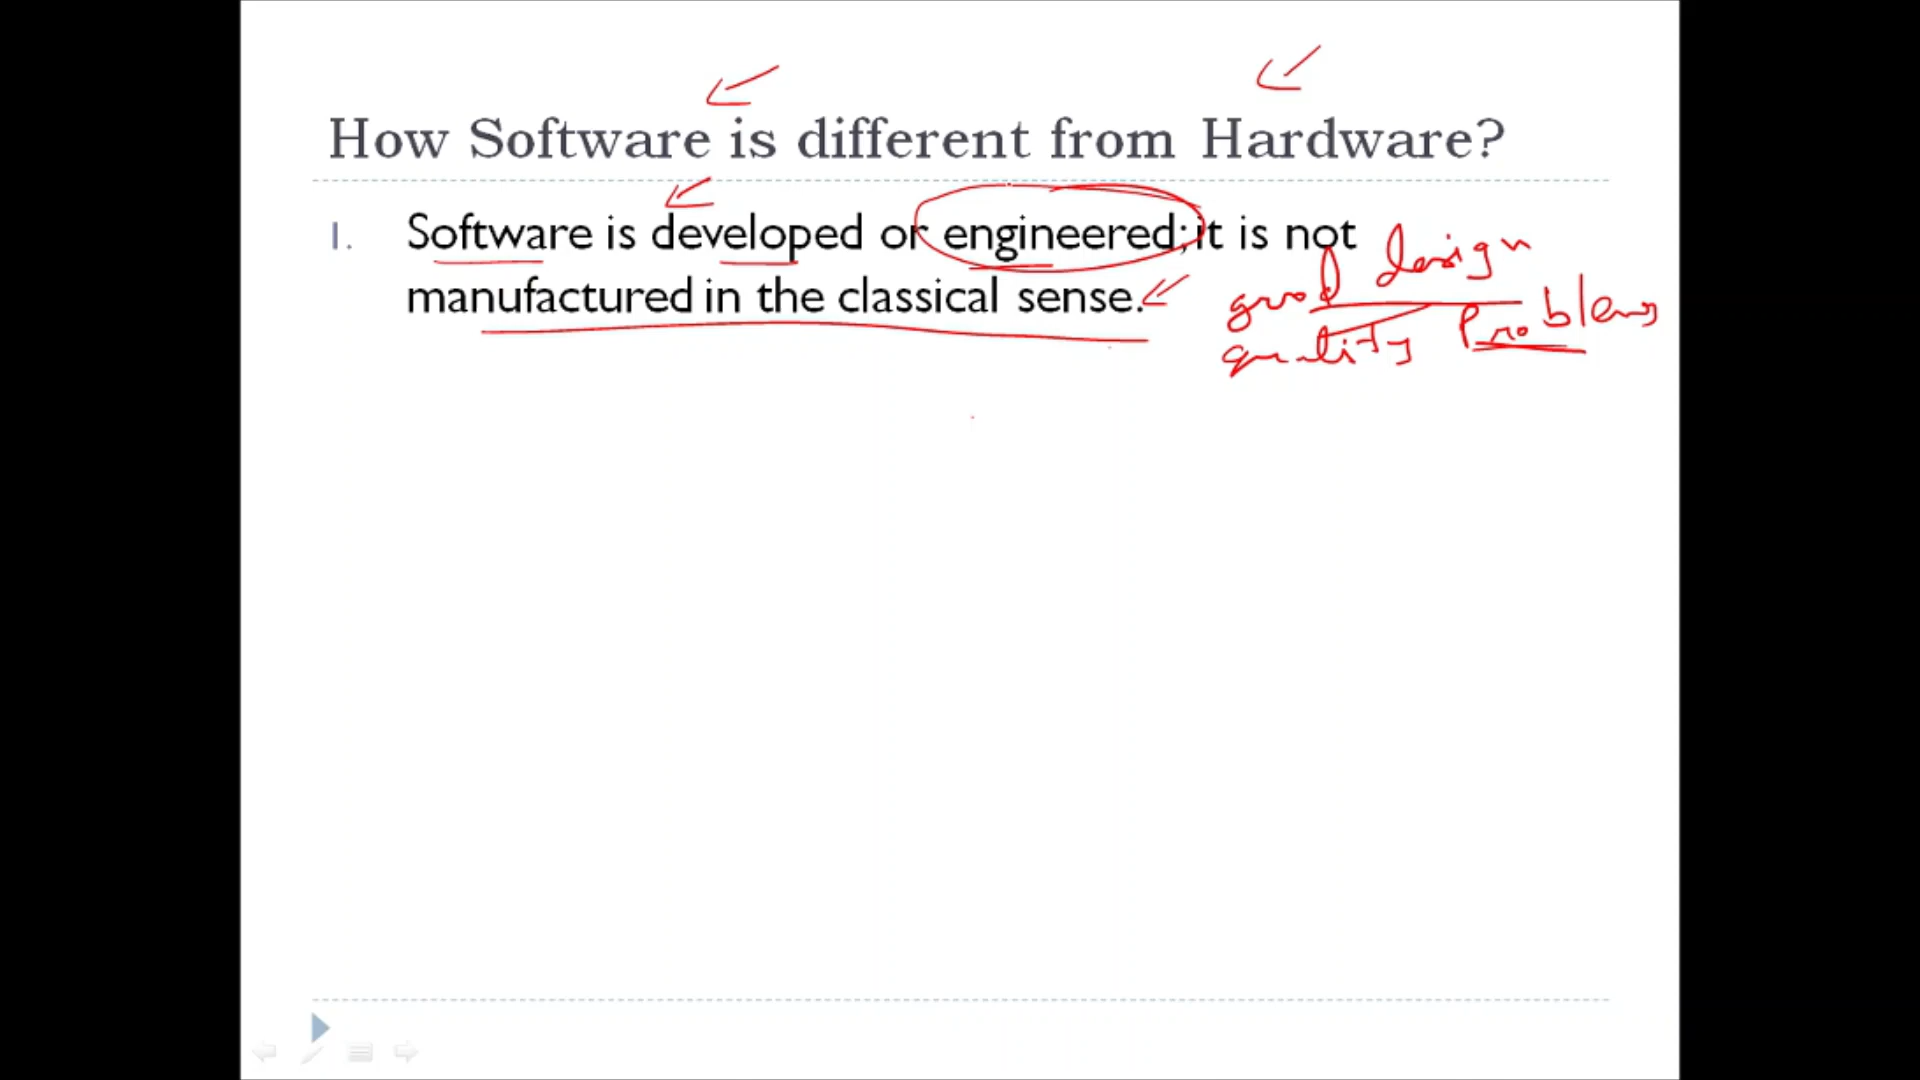 How Software is different from Hardware?
1. Software is developed or engineered; it is not
manufactured in the classical sense.
good design
quality Problems